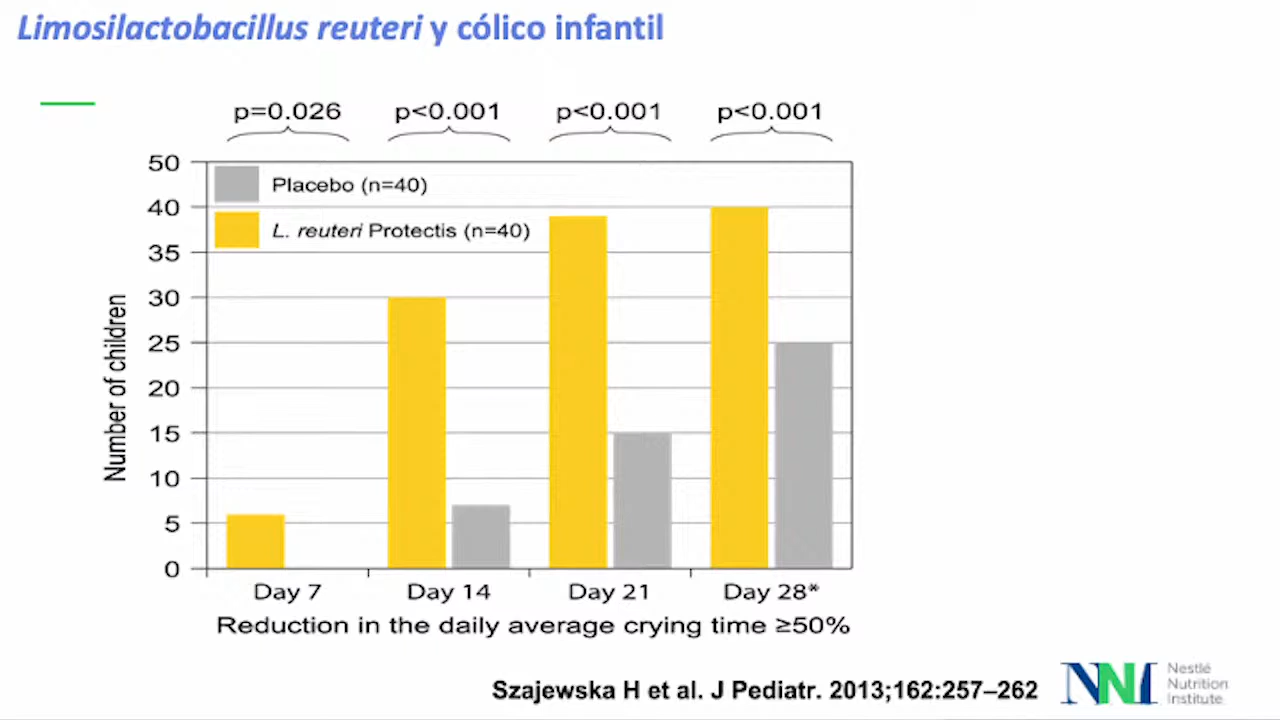 Limosilactobacillus reuteri y cólico infantil
p=0.026 p<0.001 p<0.001 p<0.001
50
Placebo (n=40)
40
L. reuteri Protectis (n=40)
35
30
25
20
15
10
5
0
Number of children
Day 7 Day 14 Day 21 Day 28*
Reduction in the daily average crying time ≥50%
Szajewska H et al. J Pediatr. 2013;162:257–262
NNI
Nestlé
Nutrition
Institute